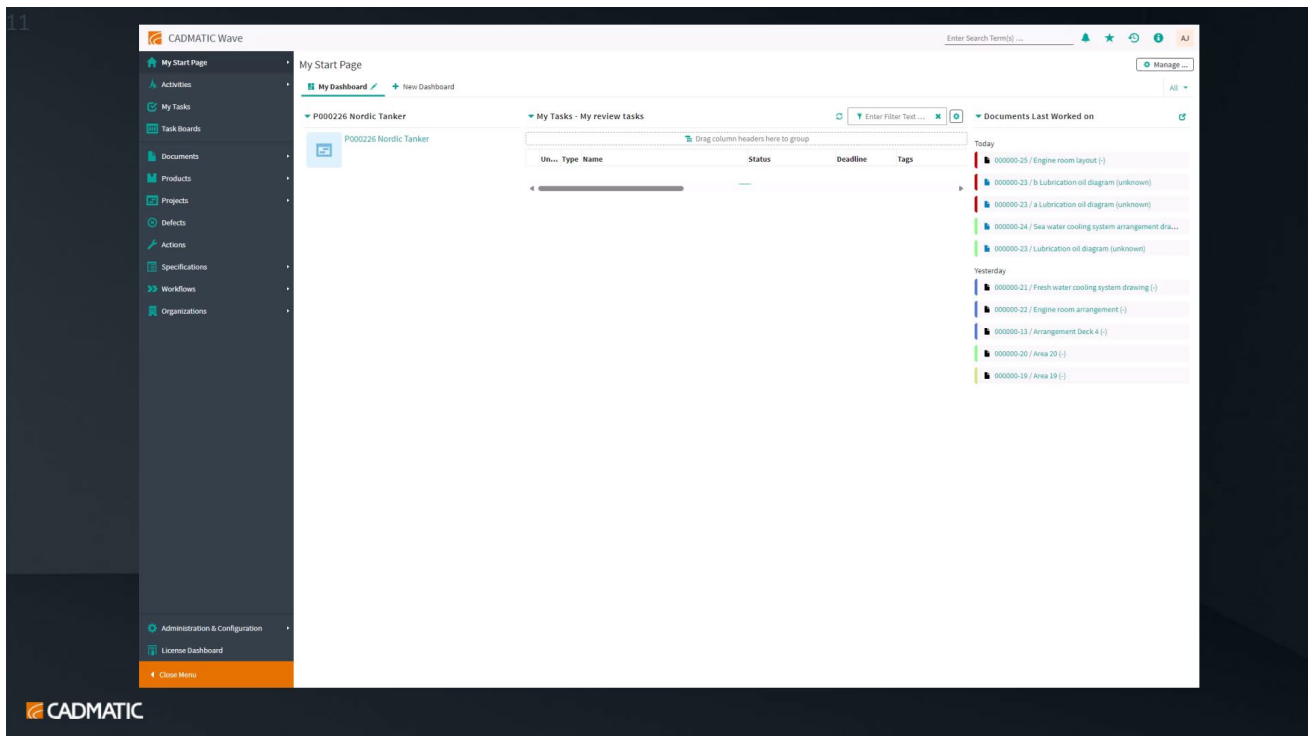 11
CADMATIC Wave
Enter Search Term(s) ...
AJ
My Start Page
Activities
My Tasks
Task Boards
Documents
Products
Projects
Defects
Actions
Specifications
Workflows
Organizations
Administration & Configuration
License Dashboard
Close Menu
My Start Page
Manage ...
My Dashboard
New Dashboard
All
P000226 Nordic Tanker
P000226 Nordic Tanker
My Tasks - My review tasks
Enter Filter Text ...
Drag column headers here to group
Un... Type Name Status Deadline Tags
Documents Last Worked on
Today
000000-25 / Engine room layout (-)
000000-23 / b Lubrication oil diagram (unknown)
000000-23 / a Lubrication oil diagram (unknown)
000000-24 / Sea water cooling system arrangement dra...
000000-23 / Lubrication oil diagram (unknown)
Yesterday
000000-21 / Fresh water cooling system drawing (-)
000000-22 / Engine room arrangement (-)
000000-13 / Arrangement Deck 4 (-)
000000-20 / Area 20 (-)
000000-19 / Area 19 (-)
CADMATIC